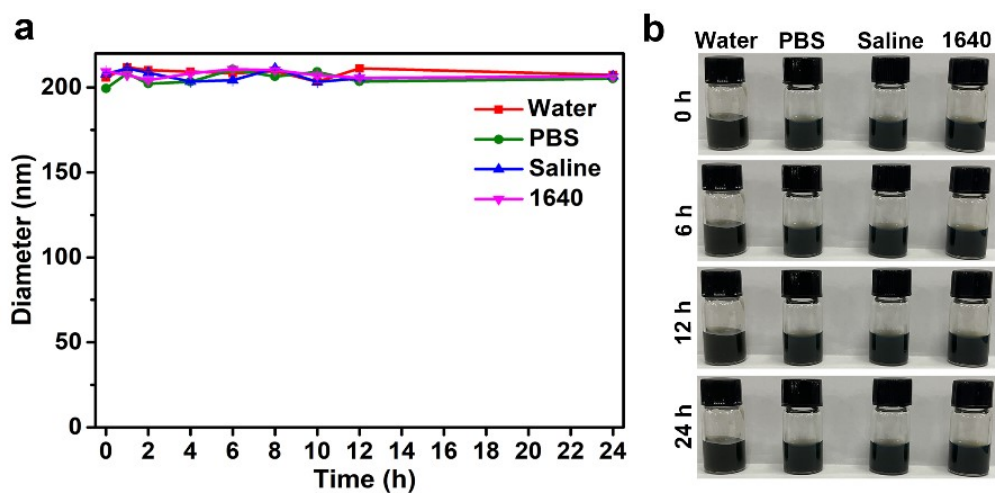 a
Diameter (nm)
200
150
100
50
0
Water
PBS
Saline
1640
0 2 4 6 8 10 12 14 16 18 20 22 24
Time (h)
b
Water PBS Saline 1640
0 h
6 h
12 h
24 h